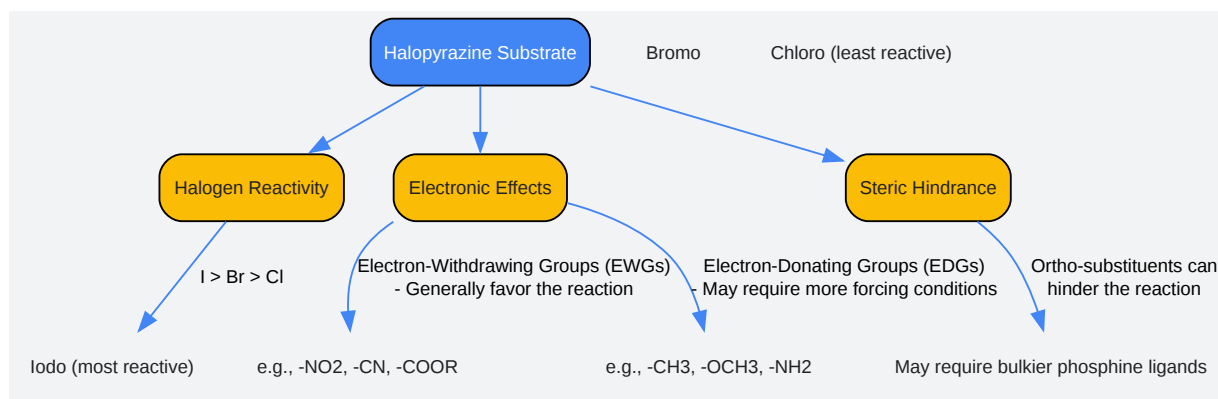 Halopyrazine Substrate
Bromo
Chloro (least reactive)
Halogen Reactivity
Electronic Effects
Steric Hindrance
I > Br > Cl
Electron-Withdrawing Groups (EWGs)
- Generally favor the reaction
Electron-Donating Groups (EDGs)
- May require more forcing conditions
Ortho-substituents can
hinder the reaction
Iodo (most reactive)
e.g., -NO2, -CN, -COOR
e.g., -CH3, -OCH3, -NH2
May require bulkier phosphine ligands